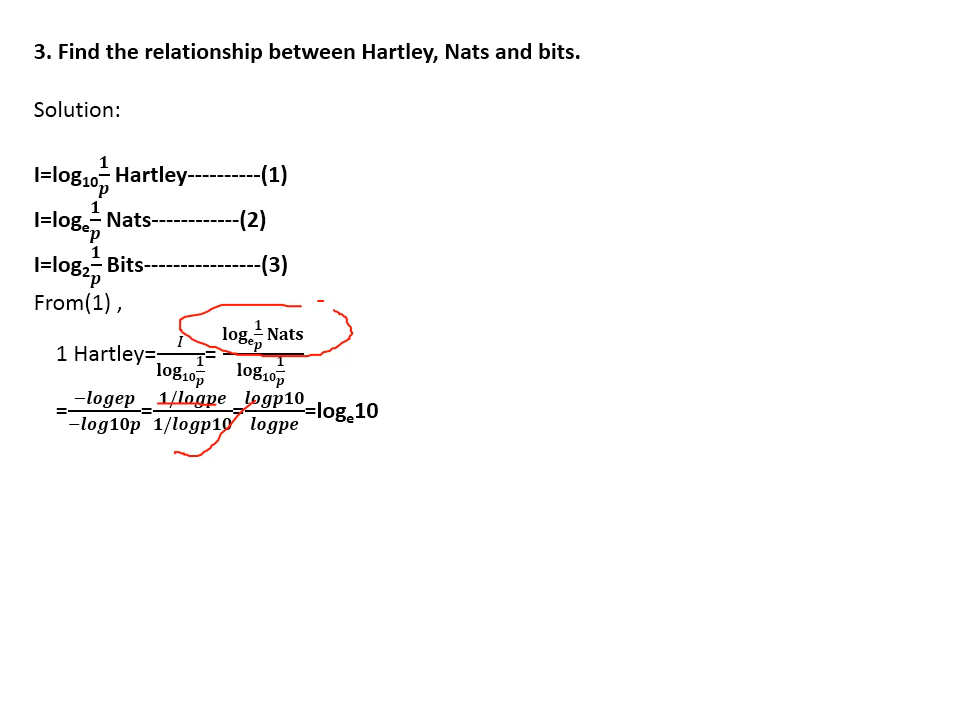 3. Find the relationship between Hartley, Nats and bits.
Solution:
I=log₁₀ 1/p Hartley----------(1)
I=logₑ 1/p Nats------------(2)
I=log₂ 1/p Bits----------------(3)
From(1) ,
1 Hartley= I/(log₁₀ 1/p) = (logₑ 1/p Nats)/(log₁₀ 1/p)
= (−logep)/(−log10p) = (1/logpe)/(1/logp10) = (logp10)/(logpe) =logₑ10